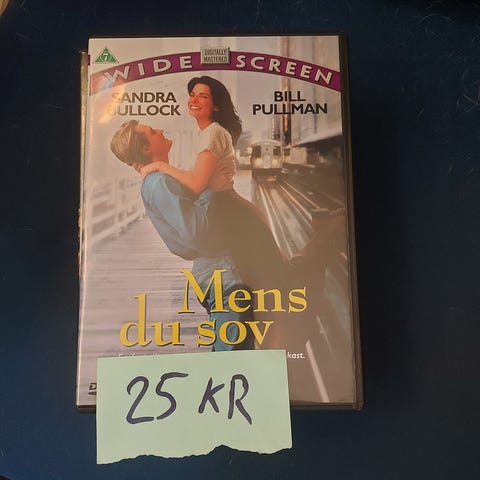 7
DIGITALLY
MASTERED
WIDE SCREEN
SANDRA BULLOCK
BILL PULLMAN
Mens
du sov
kast.
25 KR